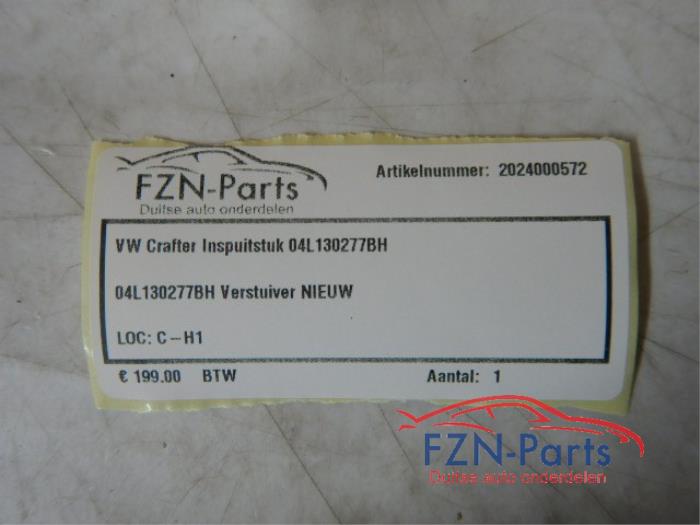 FZN-Parts
Duitse auto onderdelen
Artikelnummer: 2024000572
VW Crafter Inspuitstuk 04L130277BH
04L130277BH Verstuiver NIEUW
LOC: C-H1
€ 199.00 BTW
Aantal: 1
FZN-Parts
Duitse auto onderdelen